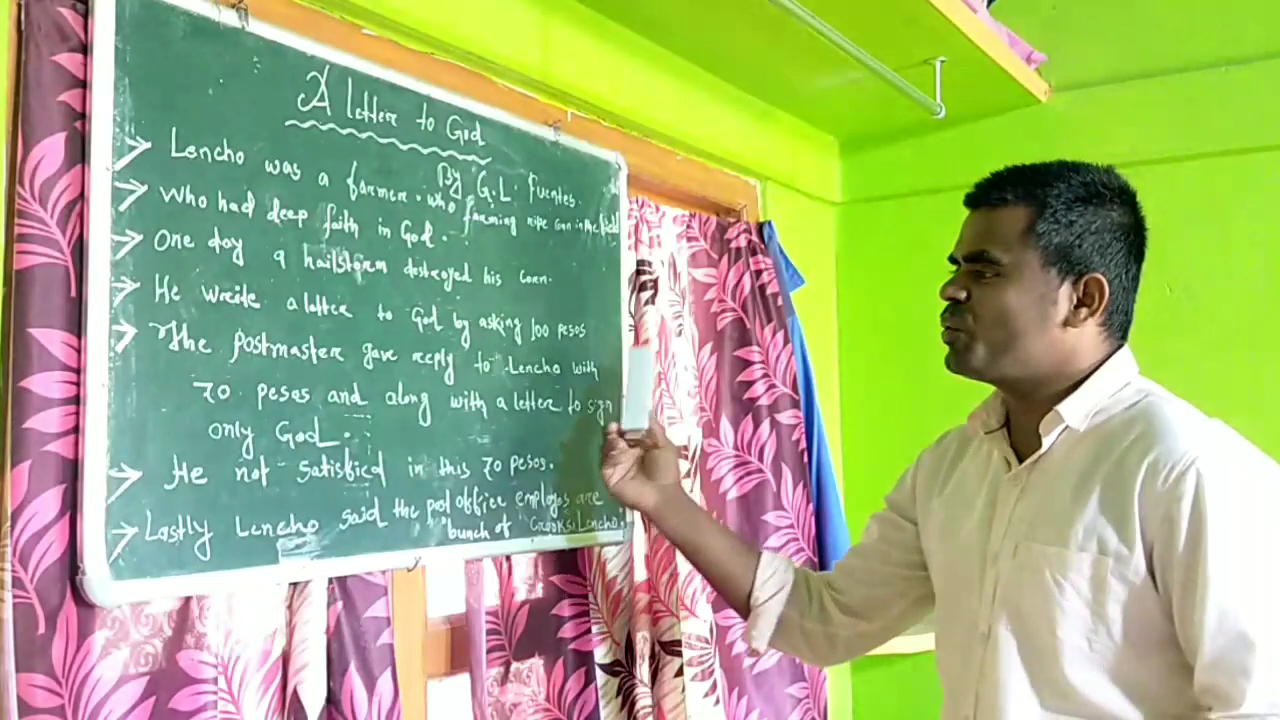 A letter to God
By G.L. Fuentes.
Lencho was a farmer. who farming ripe corn in the field
Who had deep faith in God.
One day a hailstorm destroyed his corn.
He wreite a letter to God by asking 100 pesos
The postmaster gave reeply to Lencho with
70 pesos and along with a letter to sign
only God.
He not satisfied in this 70 pesos.
Lastly Lencho said the post office employes are
"bunch of Crooks: Lencho.